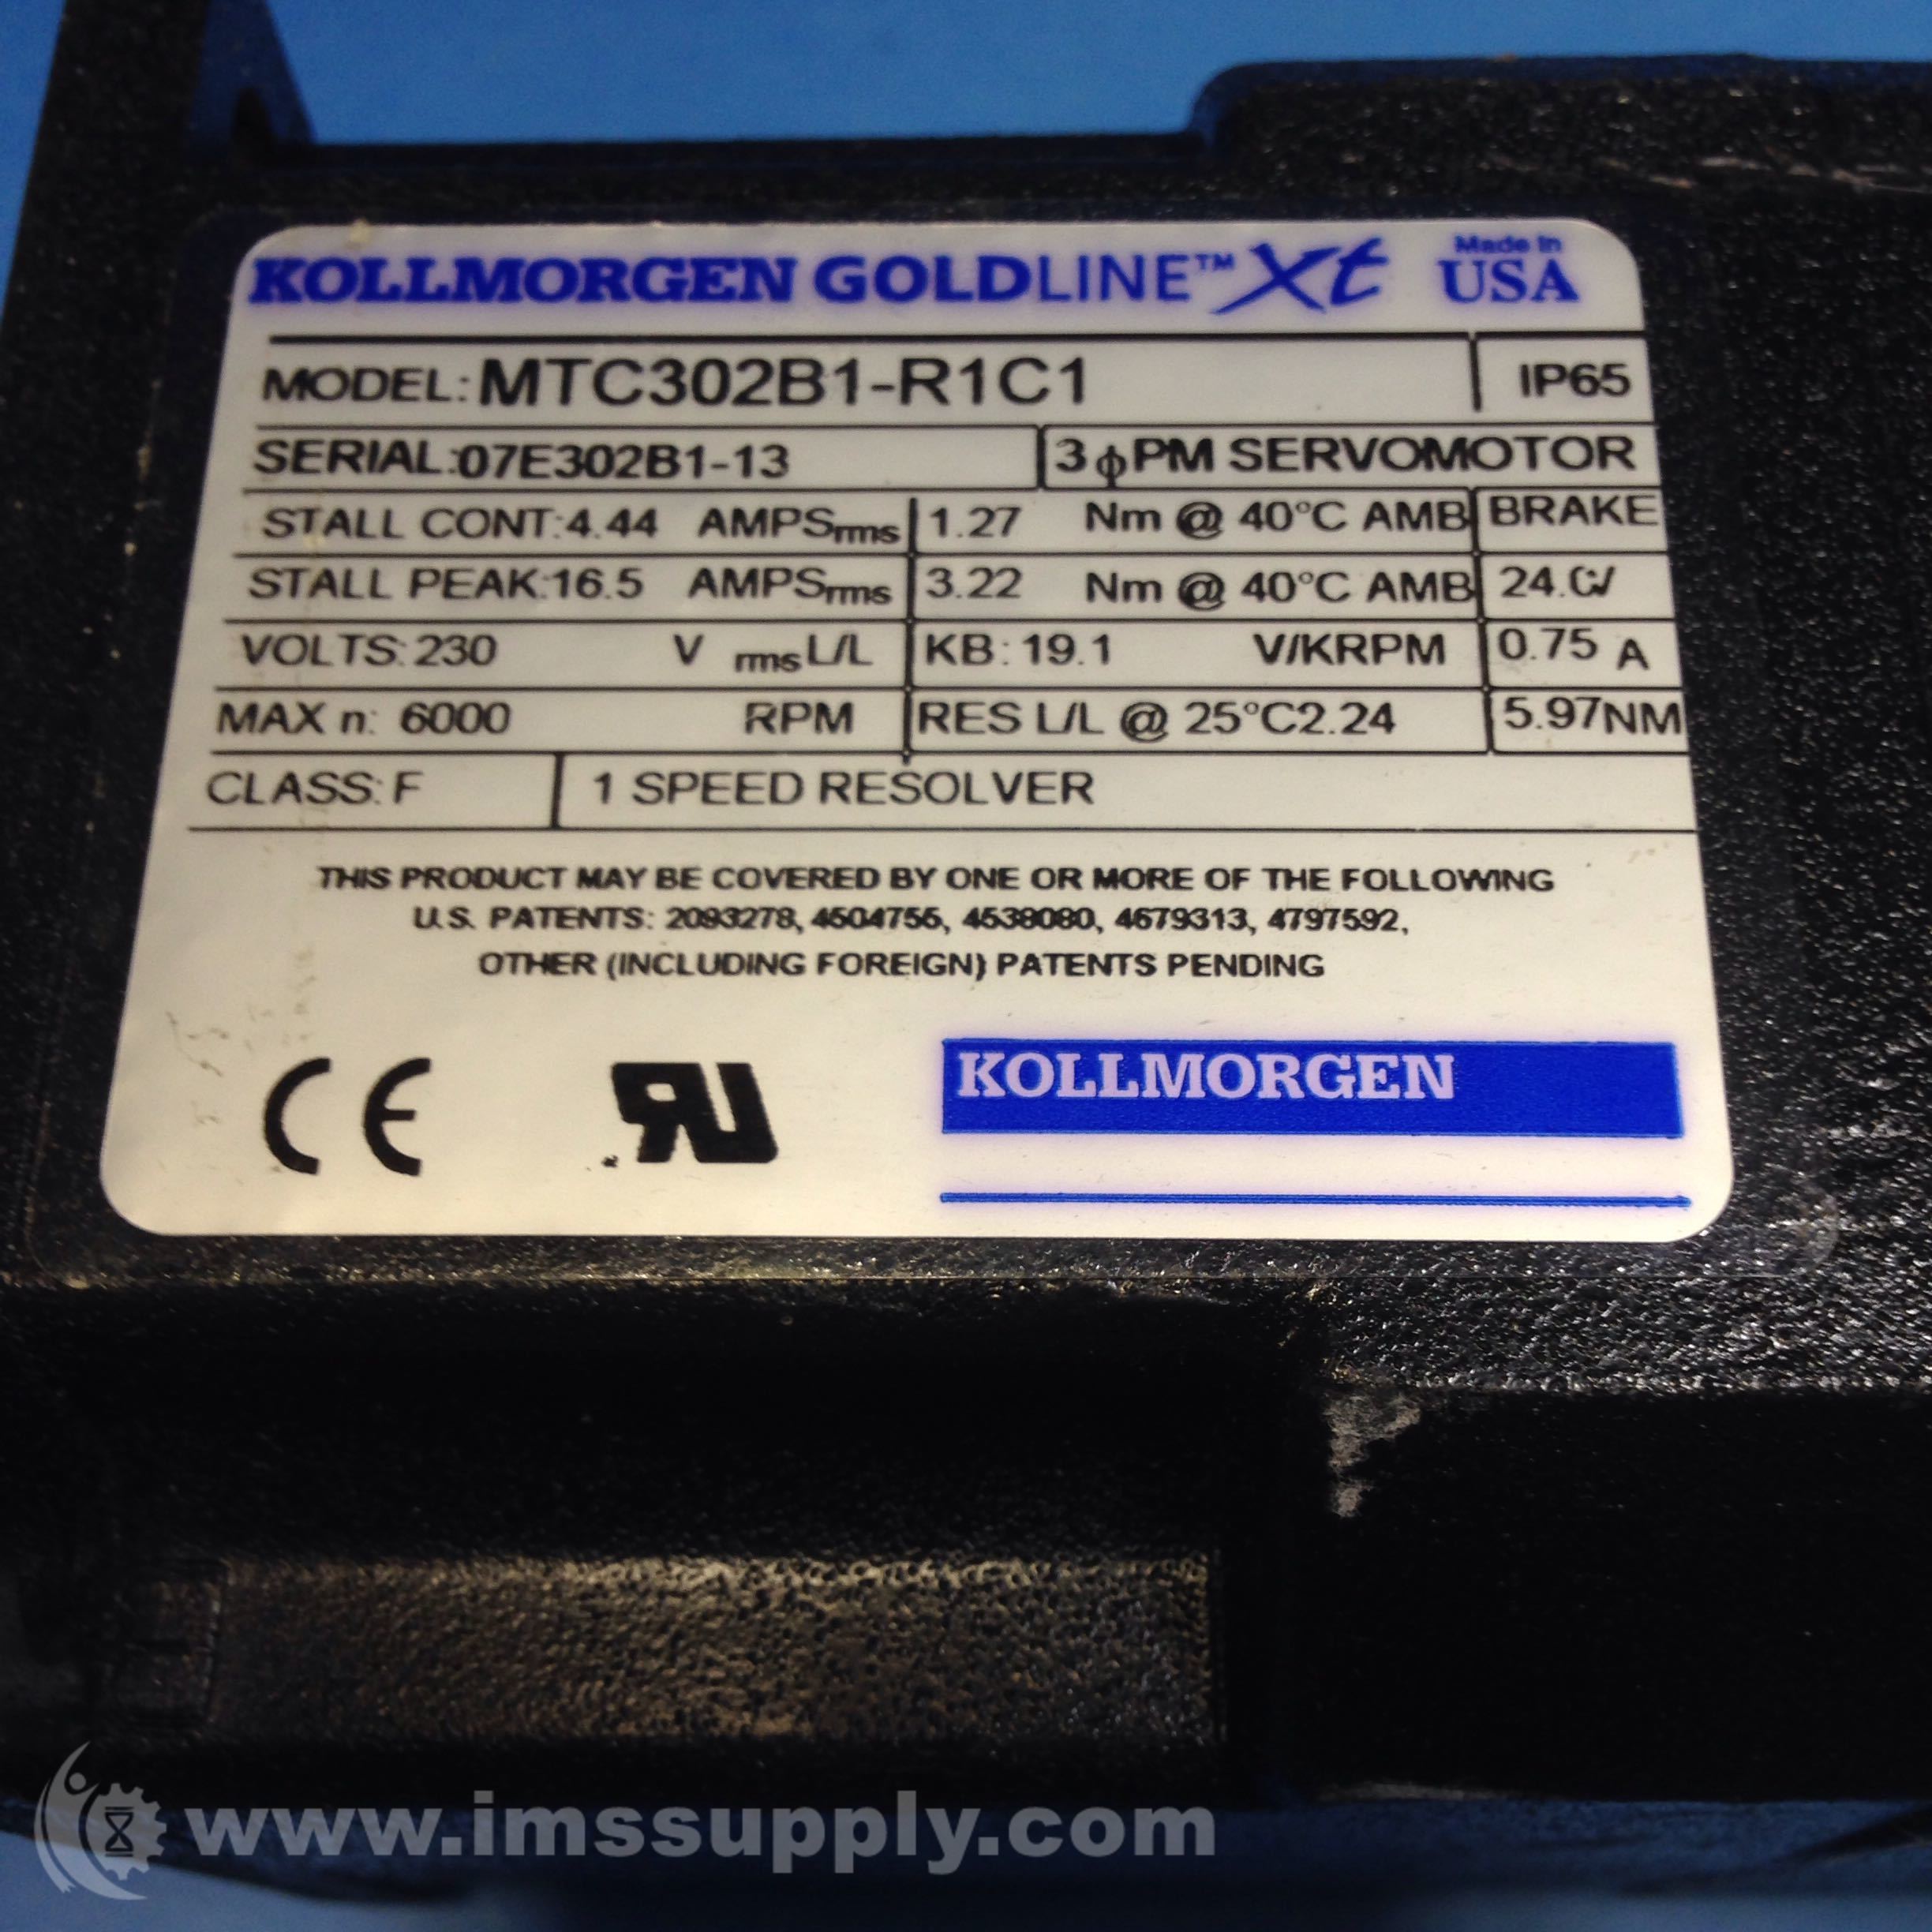 KOLLMORGEN GOLDLINE™ Xt Made In USA
MODEL: MTC302B1-R1C1 IP65
SERIAL:07E302B1-13 3 ϕ PM SERVOMOTOR
STALL CONT:4.44 AMPSrms 1.27 Nm @ 40°C AMB BRAKE
STALL PEAK:16.5 AMPSrms 3.22 Nm @ 40°C AMB 24.0V
VOLTS: 230 V rms L/L KB: 19.1 V/KRPM 0.75 A
MAX n: 6000 RPM RES L/L @ 25°C2.24 5.97NM
CLASS: F 1 SPEED RESOLVER
THIS PRODUCT MAY BE COVERED BY ONE OR MORE OF THE FOLLOWING
U.S. PATENTS: 2093278, 4504755, 4538080, 4679313, 4797592,
OTHER (INCLUDING FOREIGN) PATENTS PENDING
CE RU
KOLLMORGEN
www.imssupply.com